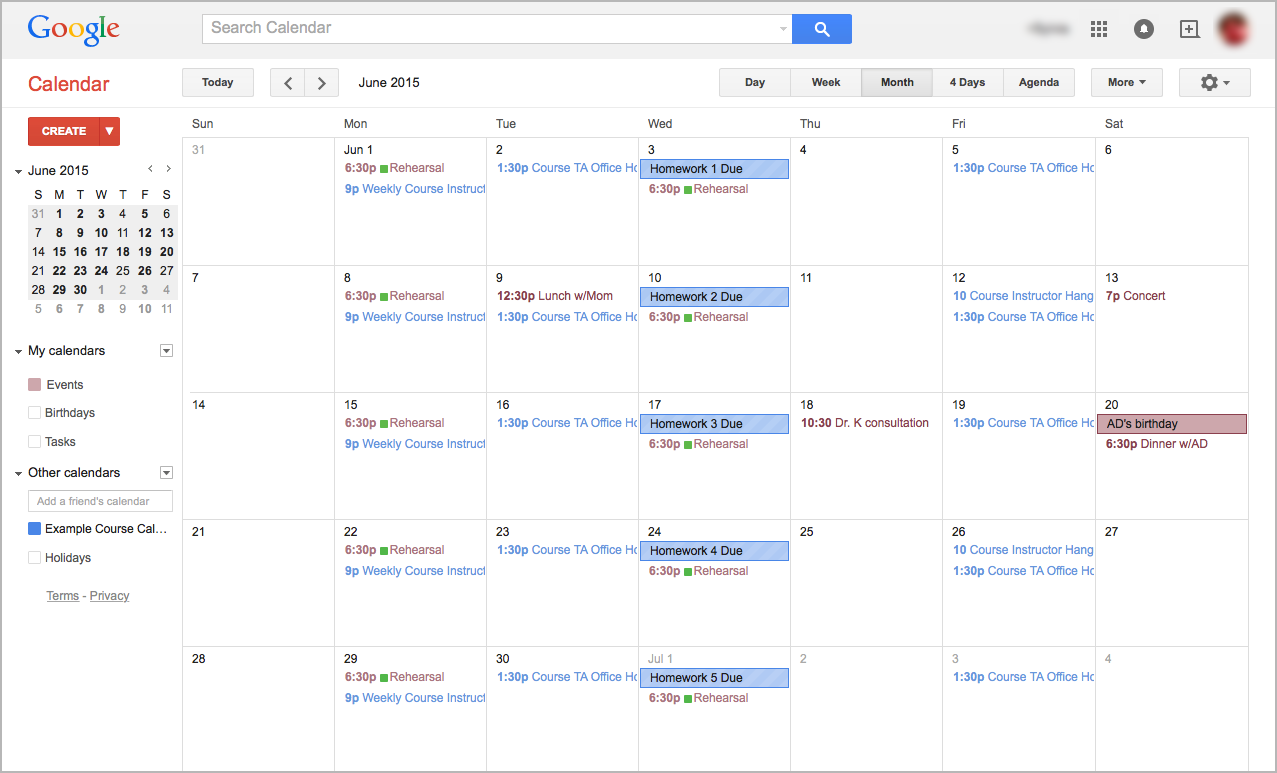 Google
Search Calendar
Calendar
Today
June 2015
Day Week Month 4 Days Agenda
More
CREATE
June 2015
S M T W T F S
31 1 2 3 4 5 6
7 8 9 10 11 12 13
14 15 16 17 18 19 20
21 22 23 24 25 26 27
28 29 30 1 2 3 4
5 6 7 8 9 10 11
My calendars
Events
Birthdays
Tasks
Other calendars
Add a friend's calendar
Example Course Cal...
Holidays
Terms - Privacy
Sun Mon Tue Wed Thu Fri Sat
31 Jun 1 2 3 4 5 6
6:30p Rehearsal 1:30p Course TA Office Ho Homework 1 Due 1:30p Course TA Office Ho
9p Weekly Course Instruct 6:30p Rehearsal
7 8 9 10 11 12 13
6:30p Rehearsal 12:30p Lunch w/Mom Homework 2 Due 10 Course Instructor Hang 7p Concert
9p Weekly Course Instruct 1:30p Course TA Office Ho 6:30p Rehearsal 1:30p Course TA Office Ho
14 15 16 17 18 19 20
6:30p Rehearsal 1:30p Course TA Office Ho Homework 3 Due 10:30 Dr. K consultation 1:30p Course TA Office Ho AD's birthday
9p Weekly Course Instruct 6:30p Rehearsal 6:30p Dinner w/AD
21 22 23 24 25 26 27
6:30p Rehearsal 1:30p Course TA Office Ho Homework 4 Due 10 Course Instructor Hang
9p Weekly Course Instruct 6:30p Rehearsal 1:30p Course TA Office Ho
28 29 30 Jul 1 2 3 4
6:30p Rehearsal 1:30p Course TA Office Ho Homework 5 Due 1:30p Course TA Office Ho
9p Weekly Course Instruct 6:30p Rehearsal